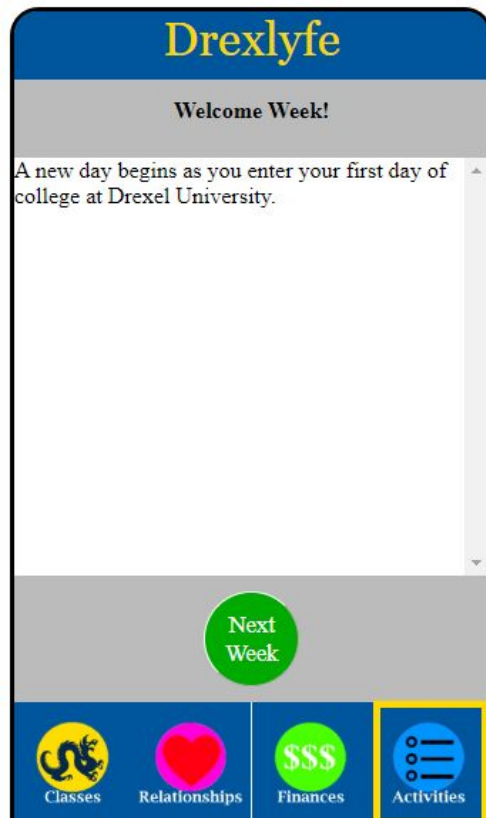 Drexlyfe
Welcome Week!
A new day begins as you enter your first day of
college at Drexel University.
Next
Week
$$$
Classes
Relationships
Finances
Activities